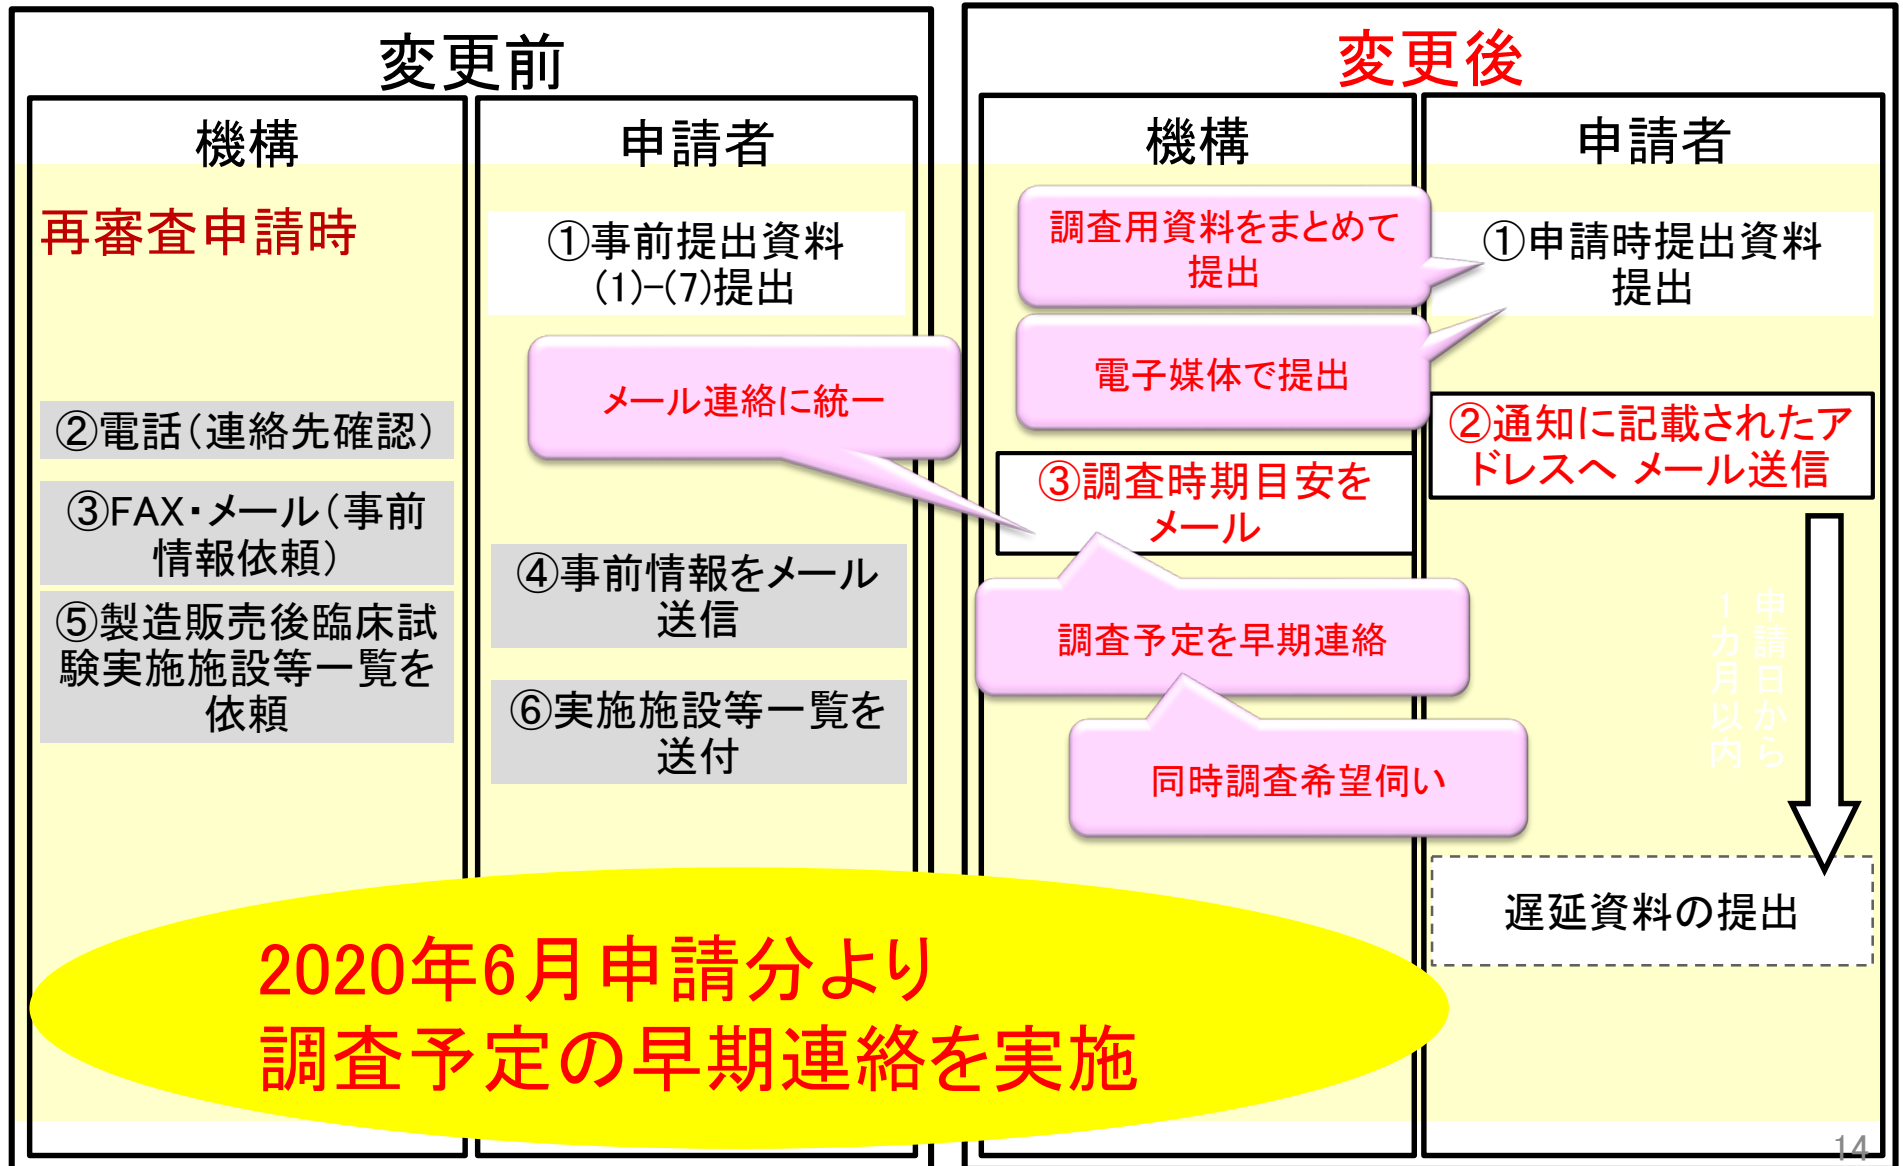 変更前
機構
申請者
再審査申請時
①事前提出資料
(1)-(7)提出
メール連絡に統一
②電話(連絡先確認)
③FAX・メール(事前
情報依頼)
④事前情報をメール
送信
⑤製造販売後臨床試
験実施施設等一覧を
依頼
⑥実施施設等一覧を
送付
変更後
機構
申請者
調査用資料をまとめて
提出
①申請時提出資料
提出
電子媒体で提出
②通知に記載されたア
ドレスへ メール送信
③調査時期目安を
メール
調査予定を早期連絡
同時調査希望伺い
申請日から
一カ月以内
遅延資料の提出
2020年6月申請分より
調査予定の早期連絡を実施
14